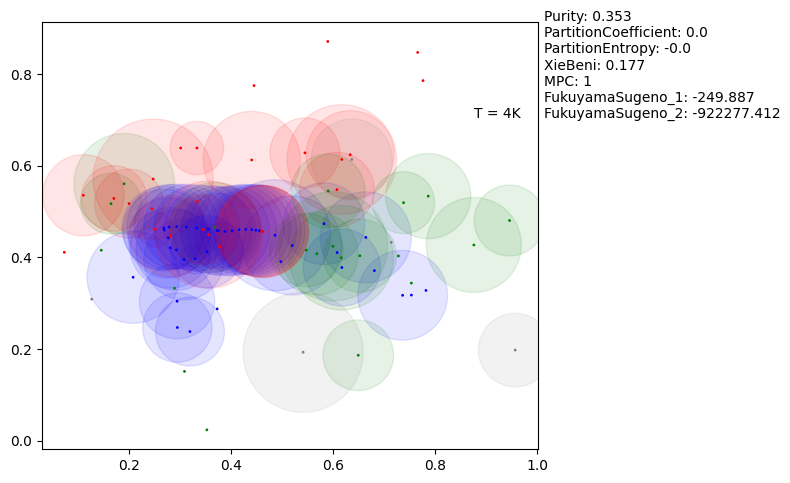 Purity: 0.353
PartitionCoefficient: 0.0
PartitionEntropy: -0.0
XieBeni: 0.177
MPC: 1
FukuyamaSugeno_1: -249.887
FukuyamaSugeno_2: -922277.412
T = 4K
0.8
0.6
0.4
0.2
0.0
0.2 0.4 0.6 0.8 1.0